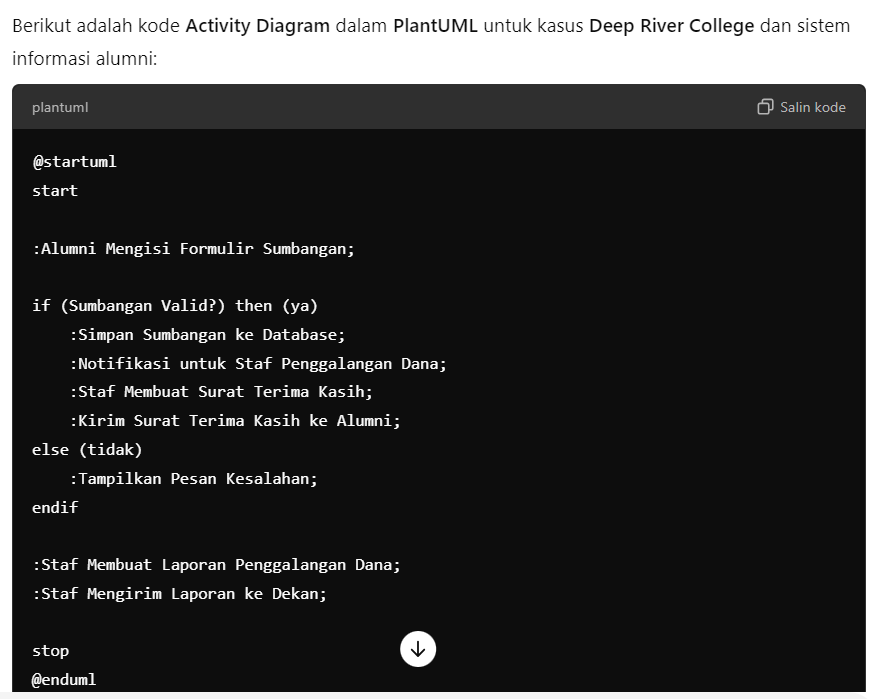 Berikut adalah kode Activity Diagram dalam PlantUML untuk kasus Deep River College dan sistem
informasi alumni:
plantuml
Salin kode
@startuml
start
:Alumni Mengisi Formulir Sumbangan;
if (Sumbangan Valid?) then (ya)
:Simpan Sumbangan ke Database;
:Notifikasi untuk Staf Penggalangan Dana;
:Staf Membuat Surat Terima Kasih;
:Kirim Surat Terima Kasih ke Alumni;
else (tidak)
:Tampilkan Pesan Kesalahan;
endif
:Staf Membuat Laporan Penggalangan Dana;
:Staf Mengirim Laporan ke Dekan;
stop
@enduml